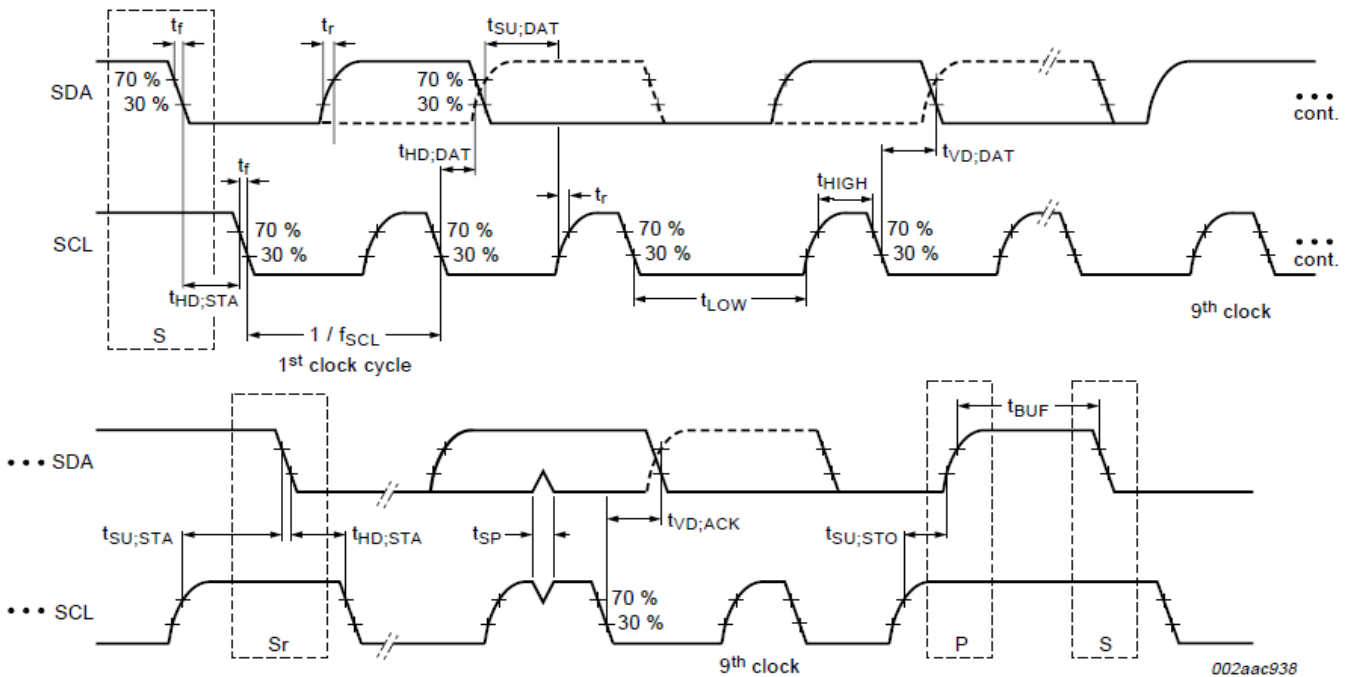 tf tr tSU;DAT
70 % 70 %
SDA
30 % 30 %
••• cont.
tHD;DAT tVD;DAT
tf tr tHIGH
70 % 70 % 70 % 70 %
SCL
30 % 30 % 30 % 30 %
••• cont.
tHD;STA tLOW
9th clock
S 1 / fSCL
1st clock cycle
tBUF
••• SDA
tSU;STA tHD;STA tSP tVD;ACK tSU;STO
70 %
••• SCL
30 %
Sr P S
9th clock
002aac938